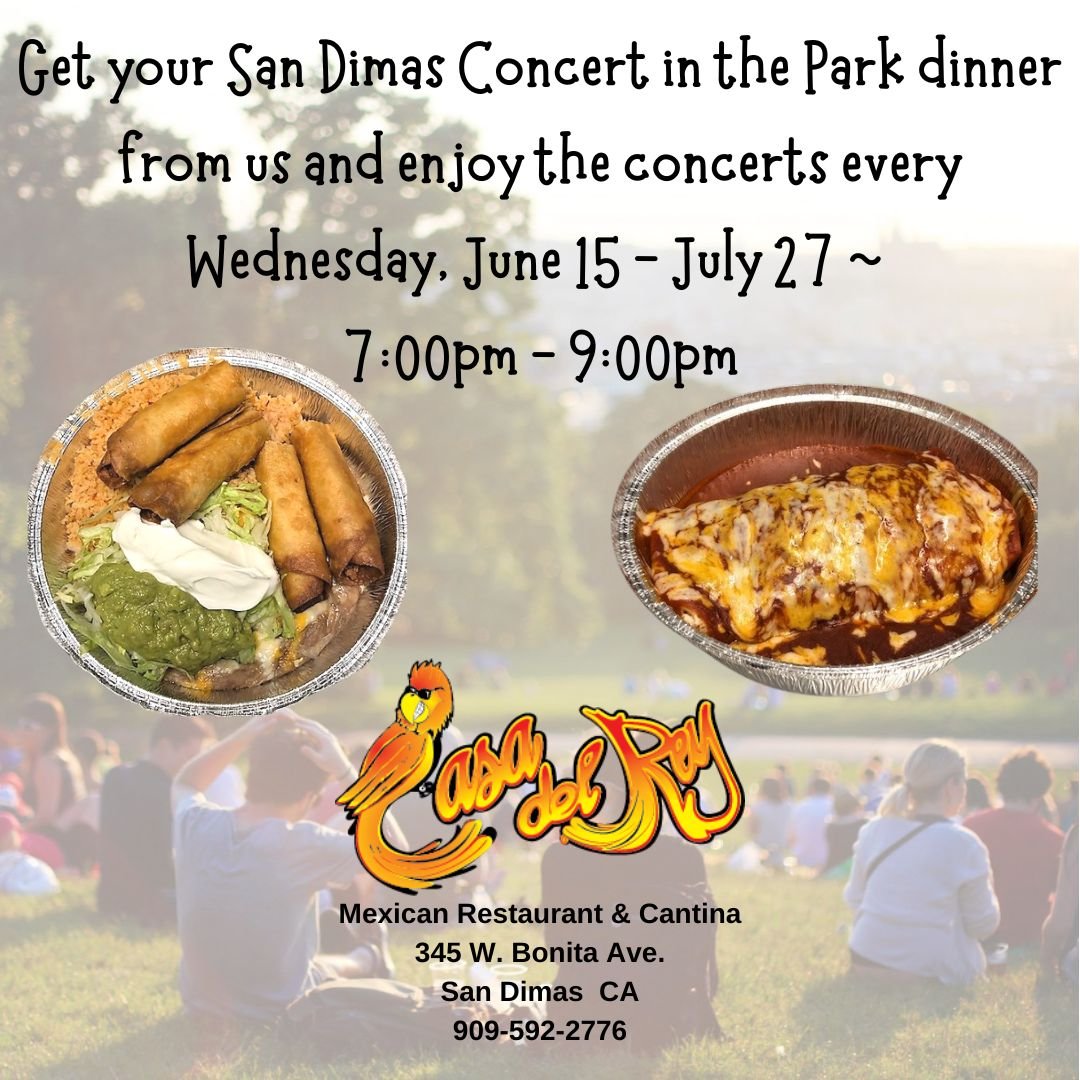 Get your San Dimas Concert in the Park dinner
from us and enjoy the concerts every
Wednesday, June 15 - July 27 ~
7:00pm - 9:00pm
Casa del Rey
Mexican Restaurant & Cantina
345 W. Bonita Ave.
San Dimas CA
909-592-2776